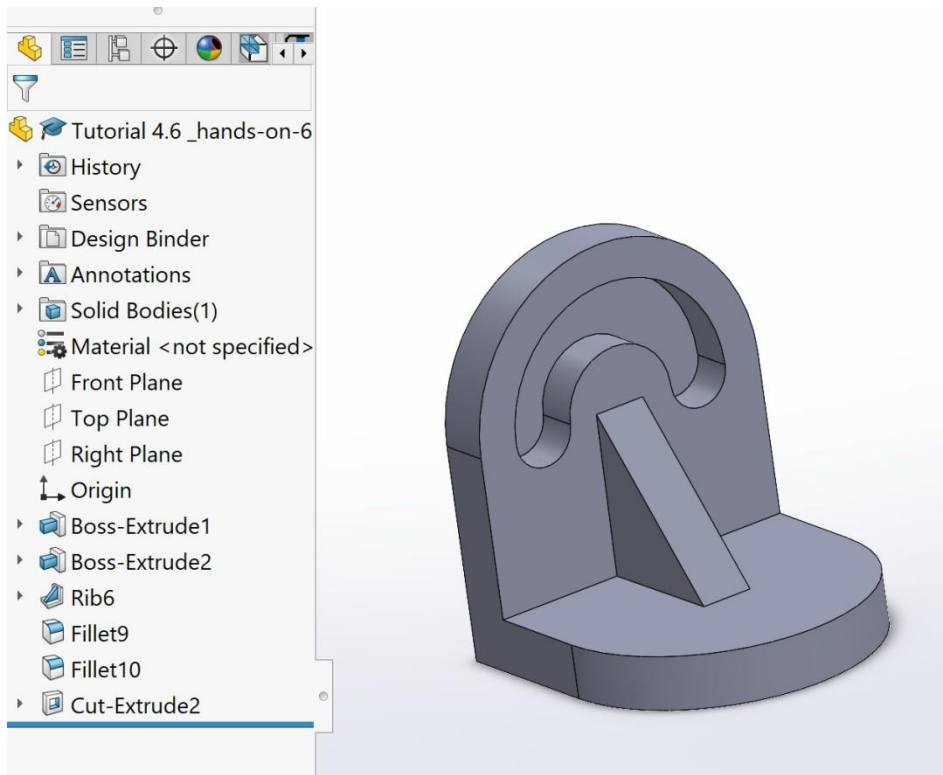 Tutorial 4.6 _hands-on-6
History
Sensors
Design Binder
Annotations
Solid Bodies(1)
Material <not specified>
Front Plane
Top Plane
Right Plane
Origin
Boss-Extrude1
Boss-Extrude2
Rib6
Fillet9
Fillet10
Cut-Extrude2